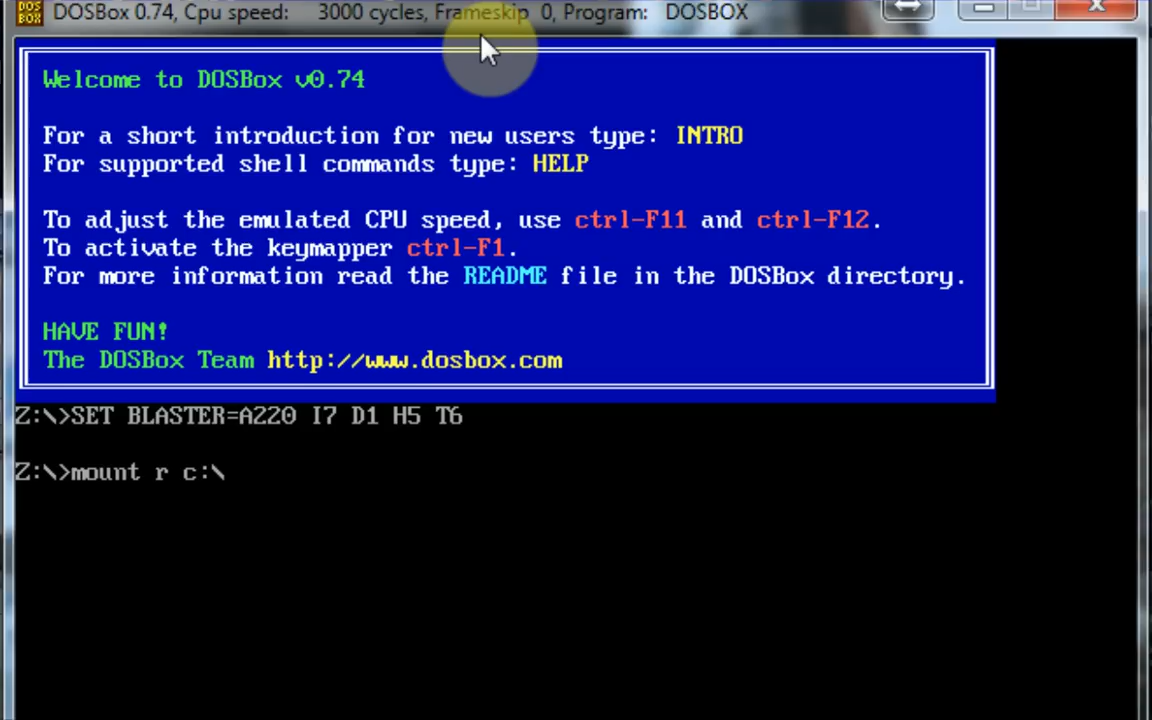 DOS
BOX
DOSBox 0.74, Cpu speed: 3000 cycles, Frameskip 0, Program: DOSBOX
Welcome to DOSBox v0.74
For a short introduction for new users type: INTRO
For supported shell commands type: HELP
To adjust the emulated CPU speed, use ctrl-F11 and ctrl-F12.
To activate the keymapper ctrl-F1.
For more information read the README file in the DOSBox directory.
HAVE FUN!
The DOSBox Team http://www.dosbox.com
Z:\>SET BLASTER=A220 I7 D1 H5 T6
Z:\>mount r c:\